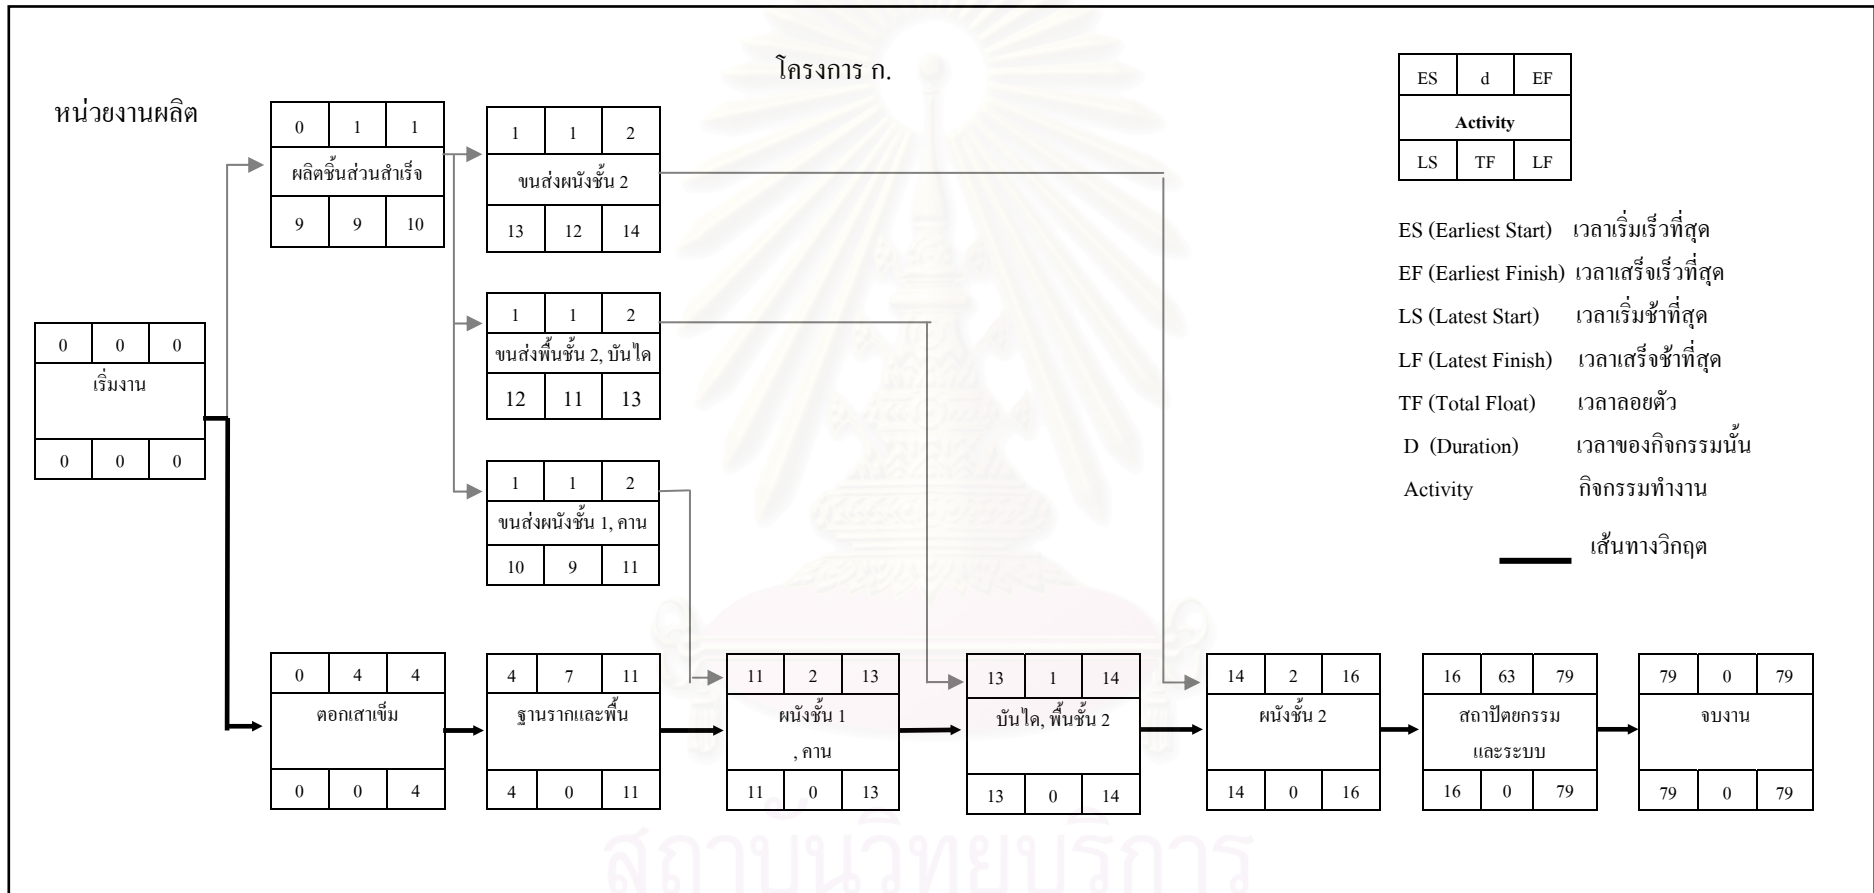 โครงการ ก.
หน่วยงานผลิต
ES d EF
Activity
LS TF LF
0 1 1
ผลิตชิ้นส่วนสำเร็จ
9 9 10
1 1 2
ขนส่งผนังชั้น 2
13 12 14
ES (Earliest Start) เวลาเริ่มเร็วที่สุด
EF (Earliest Finish) เวลาเสร็จเร็วที่สุด
LS (Latest Start) เวลาเริ่มช้าที่สุด
LF (Latest Finish) เวลาเสร็จช้าที่สุด
TF (Total Float) เวลาลอยตัว
D (Duration) เวลาของกิจกรรมนั้น
Activity กิจกรรมทำงาน
เส้นทางวิกฤต
1 1 2
ขนส่งพื้นชั้น 2, บันได
12 11 13
0 0 0
เริ่มงาน
0 0 0
1 1 2
ขนส่งผนังชั้น 1, คาน
10 9 11
0 4 4
ตอกเสาเข็ม
0 0 4
4 7 11
ฐานรากและพื้น
4 0 11
11 2 13
ผนังชั้น 1
, คาน
11 0 13
13 1 14
บันได, พื้นชั้น 2
13 0 14
14 2 16
ผนังชั้น 2
14 0 16
16 63 79
สถาปัตยกรรม
และระบบ
16 0 79
79 0 79
จบงาน
79 0 79
สถาบันวิทยบริการ